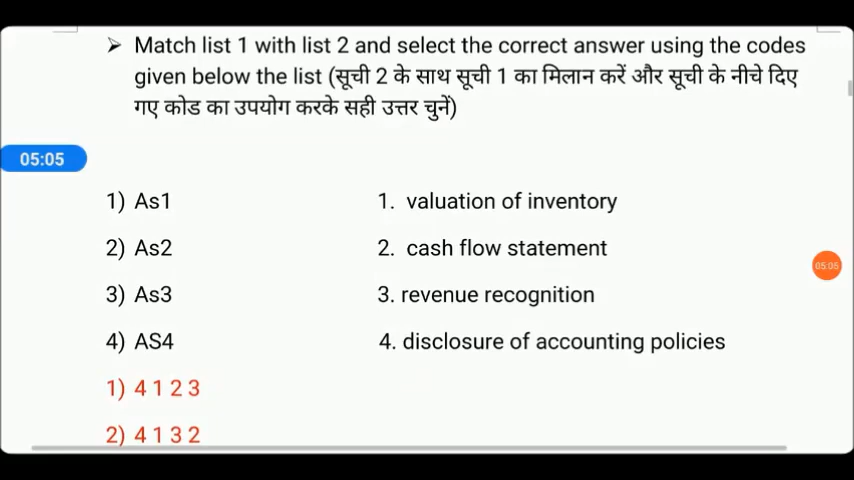 ➤ Match list 1 with list 2 and select the correct answer using the codes
given below the list (सूची 2 के साथ सूची 1 का मिलान करें और सूची के नीचे दिए
गए कोड का उपयोग करके सही उत्तर चुनें)
05:05
1) As1 1. valuation of inventory
2) As2 2. cash flow statement
05:05
3) As3 3. revenue recognition
4) AS4 4. disclosure of accounting policies
1) 4 1 2 3
2) 4 1 3 2